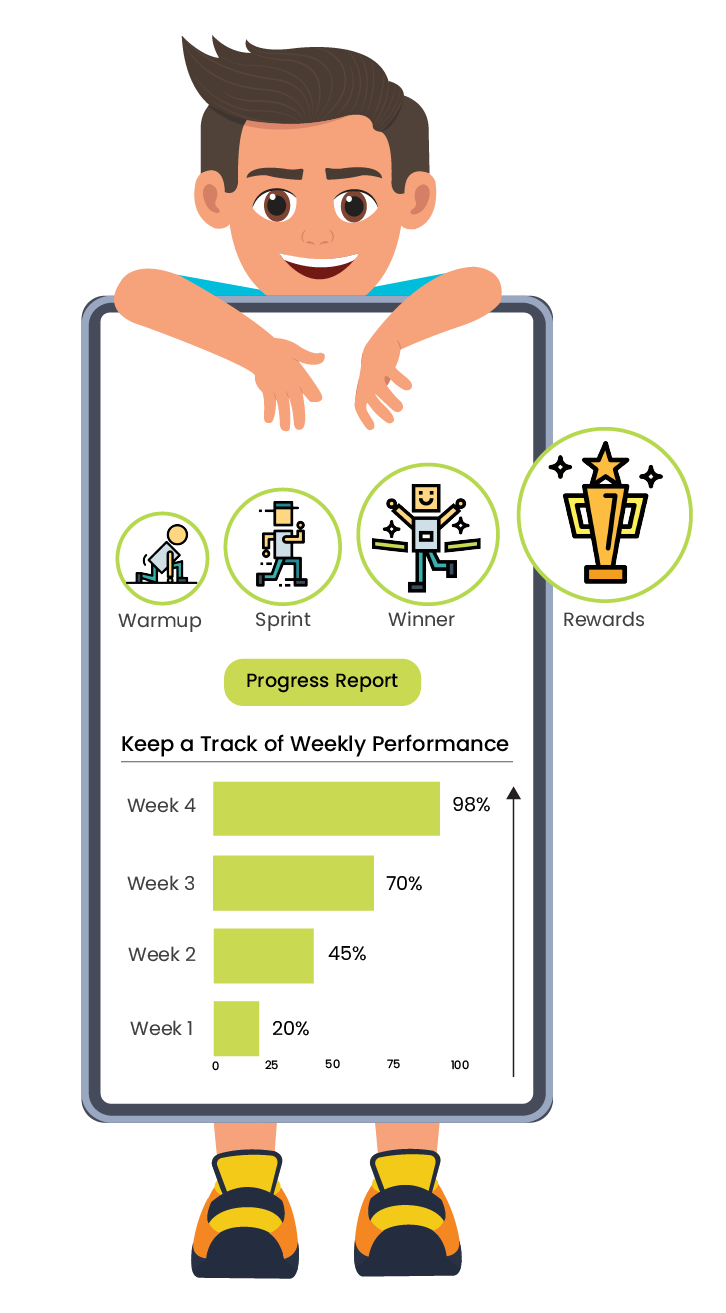 Warmup
Sprint
Winner
Rewards
Progress Report
Keep a Track of Weekly Performance
Week 4 98%
Week 3 70%
Week 2 45%
Week 1 20%
0 25 50 75 100